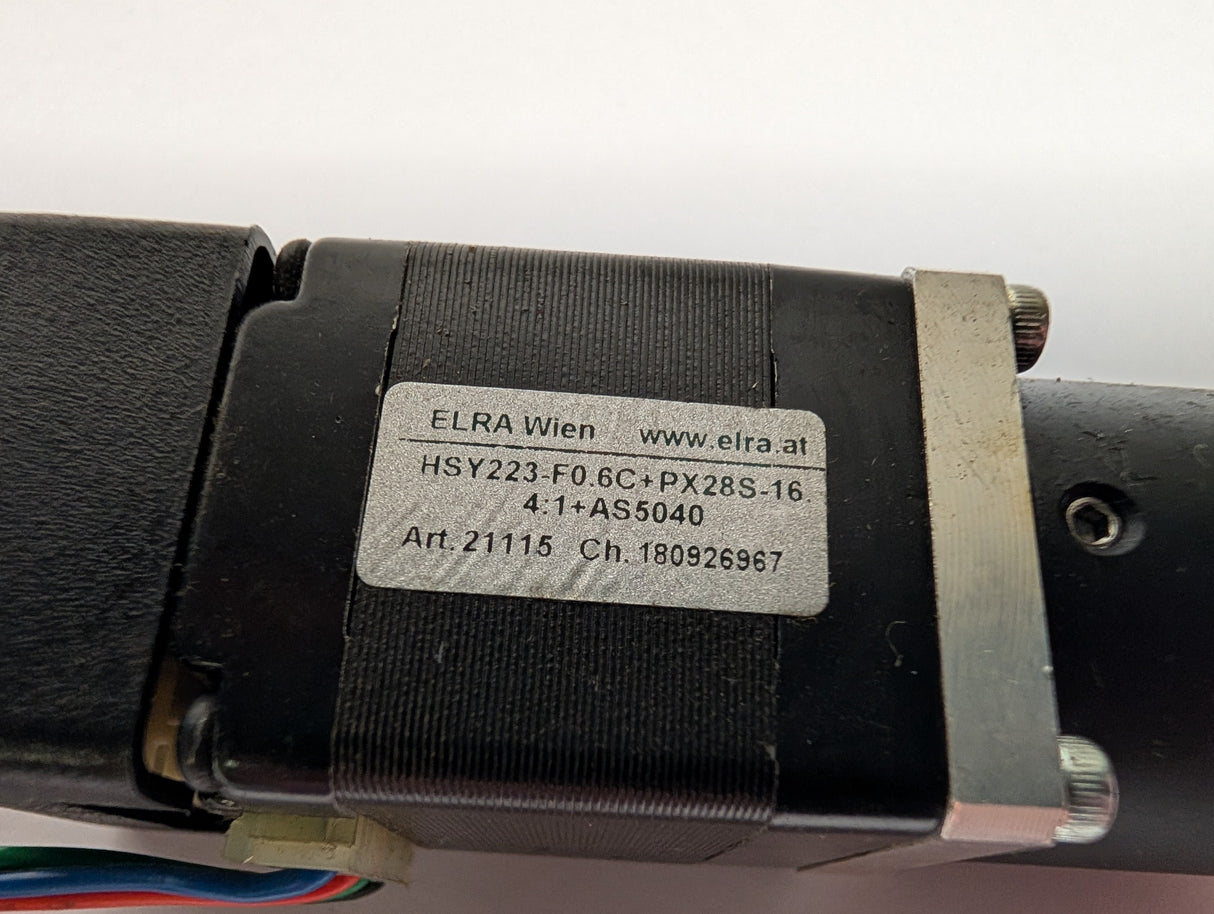 ELRA Wien www.elra.at
HSY223-F0.6C+PX28S-16.
4:1+AS5040
Art. 21115 Ch. 180926967